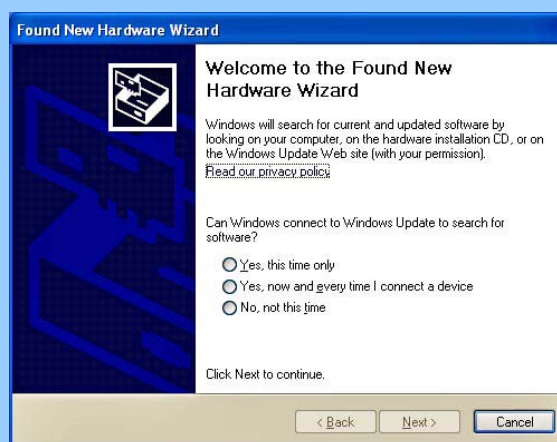 Found New Hardware Wizard
Welcome to the Found New
Hardware Wizard
Windows will search for current and updated software by
looking on your computer, on the hardware installation CD, or on
the Windows Update Web site (with your permission).
Read our privacy policy
Can Windows connect to Windows Update to search for
software?
Yes, this time only
Yes, now and every time I connect a device
No, not this time
Click Next to continue.
< Back Next > Cancel